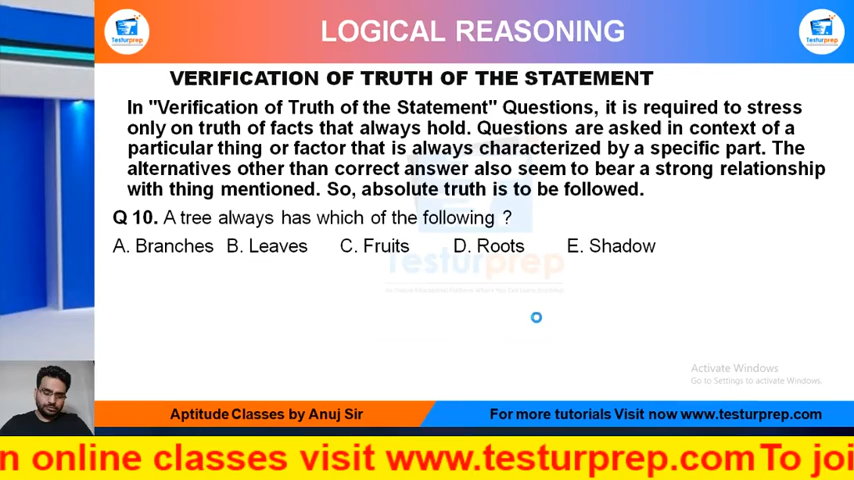 LOGICAL REASONING
Testurprep
Testurprep
VERIFICATION OF TRUTH OF THE STATEMENT
In "Verification of Truth of the Statement" Questions, it is required to stress
only on truth of facts that always hold. Questions are asked in context of a
particular thing or factor that is always characterized by a specific part. The
alternatives other than correct answer also seem to bear a strong relationship
with thing mentioned. So, absolute truth is to be followed.
Q 10. A tree always has which of the following ?
A. Branches B. Leaves C. Fruits D. Roots E. Shadow
Testurprep
Activate Windows
Go to Settings to activate Windows.
Aptitude Classes by Anuj Sir
For more tutorials Visit now www.testurprep.com
n online classes visit www.testurprep.com To joi